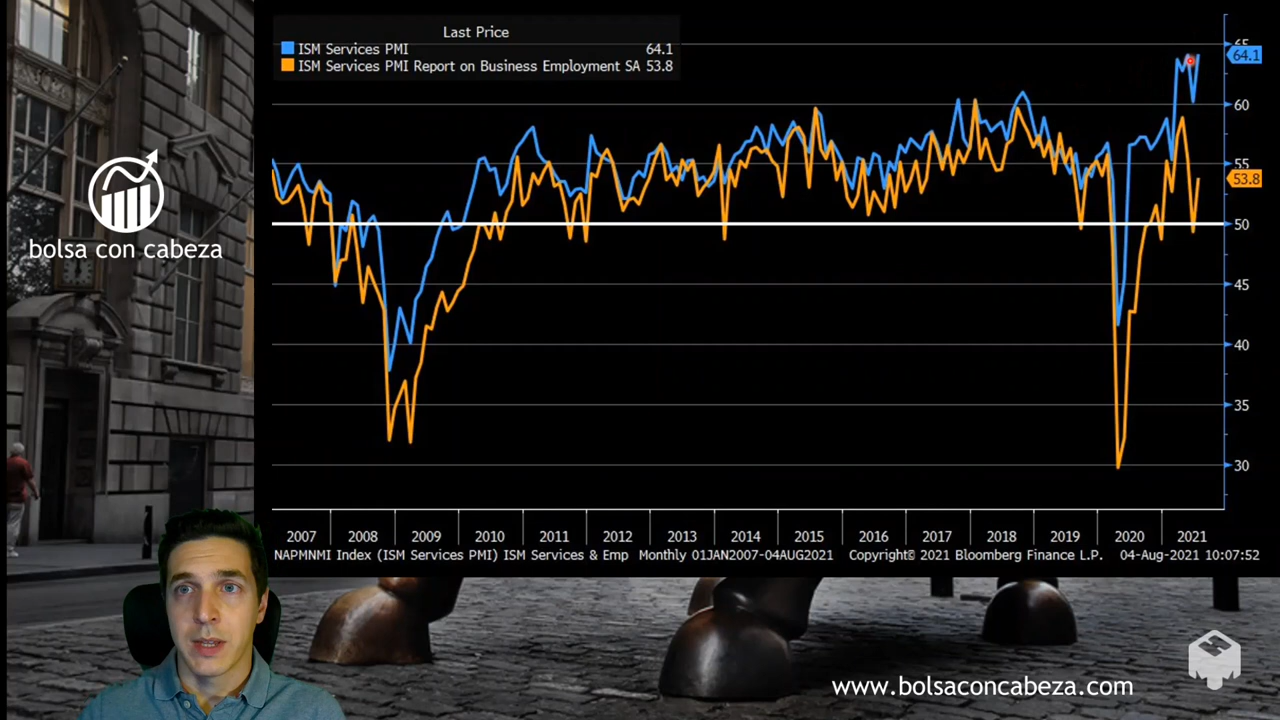 Last Price
ISM Services PMI 64.1
ISM Services PMI Report on Business Employment SA 53.8
bolsa con cabeza
65
64.1
60
55
53.8
50
45
40
35
30
2007 2008 2009 2010 2011 2012 2013 2014 2015 2016 2017 2018 2019 2020 2021
NAPMNMI Index (ISM Services PMI) ISM Services & Emp Monthly 01JAN2007-04AUG2021 Copyright© 2021 Bloomberg Finance L.P. 04-Aug-2021 10:07:52
www.bolsaconcabeza.com